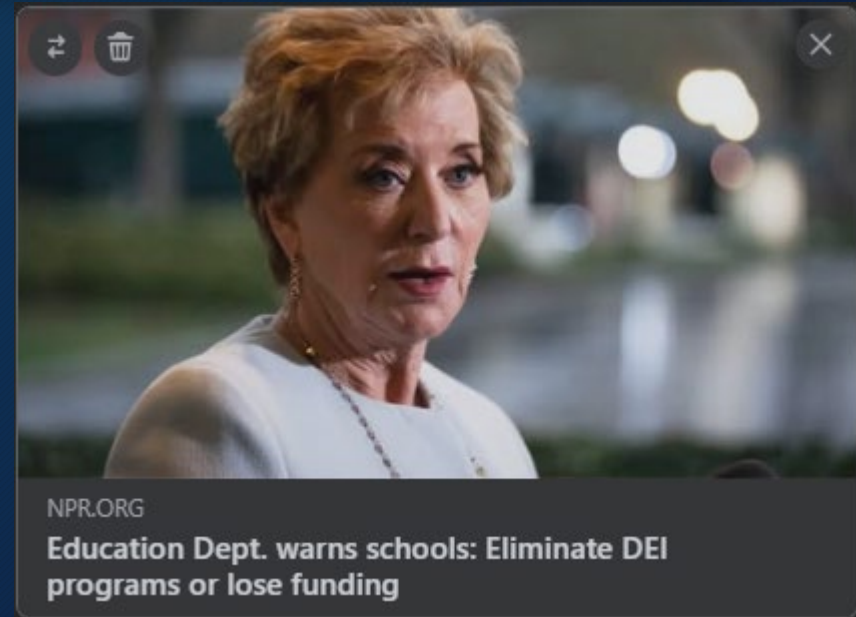 NPR.ORG
Education Dept. warns schools: Eliminate DEI
programs or lose funding